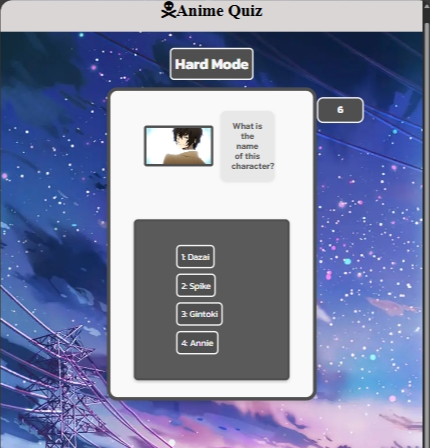 Anime Quiz
Hard Mode
6
What is
the
name
of this
character?
1: Dazai
2: Spike
3: Gintoki
4: Annie